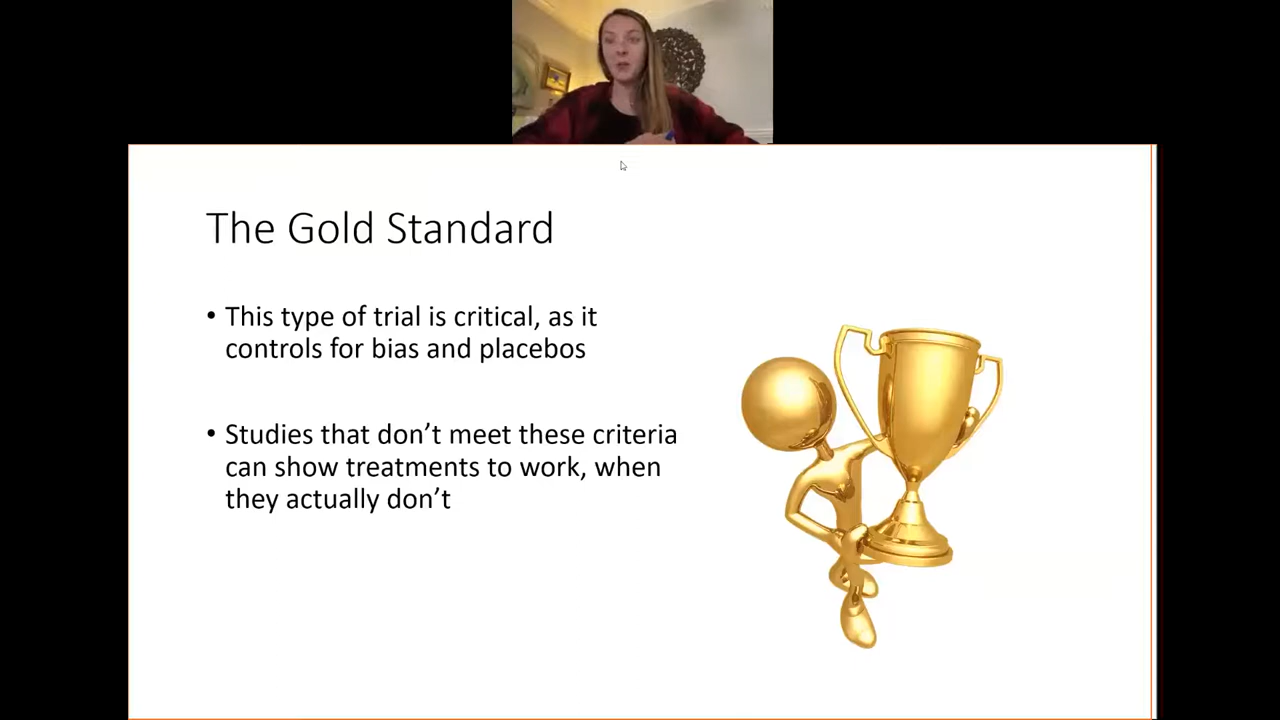 The Gold Standard
• This type of trial is critical, as it
controls for bias and placebos
• Studies that don’t meet these criteria
can show treatments to work, when
they actually don’t